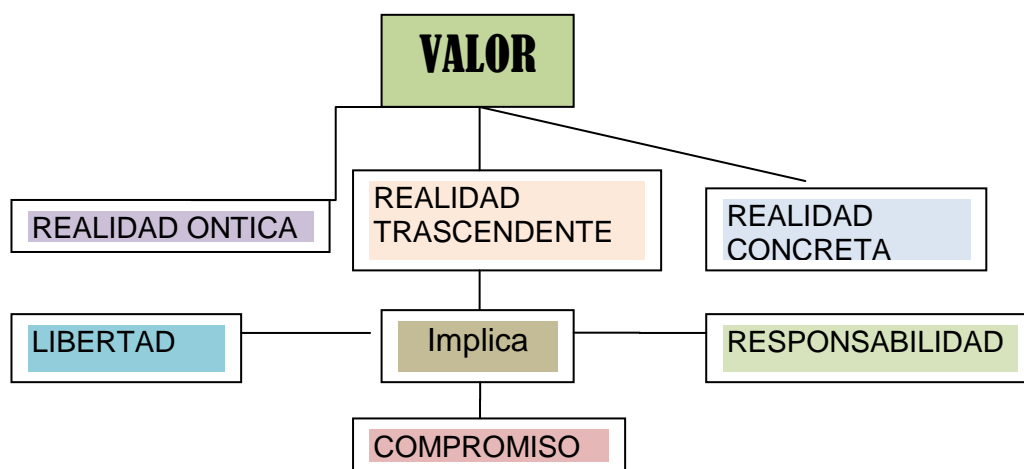 VALOR
REALIDAD ONTICA
REALIDAD
TRASCENDENTE
REALIDAD
CONCRETA
LIBERTAD
Implica
RESPONSABILIDAD
COMPROMISO